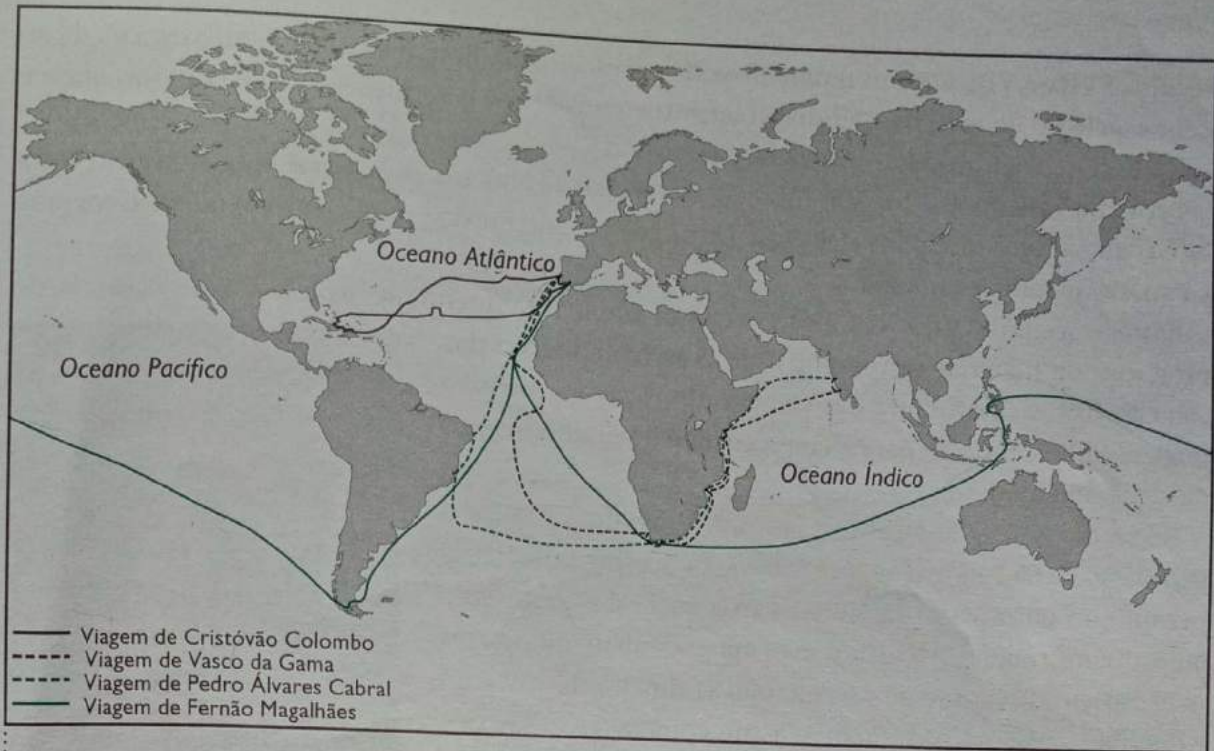 Oceano Atlântico
Oceano Pacífico
Oceano Índico
Viagem de Cristóvão Colombo
Viagem de Vasco da Gama
Viagem de Pedro Álvares Cabral
Viagem de Fernão Magalhães